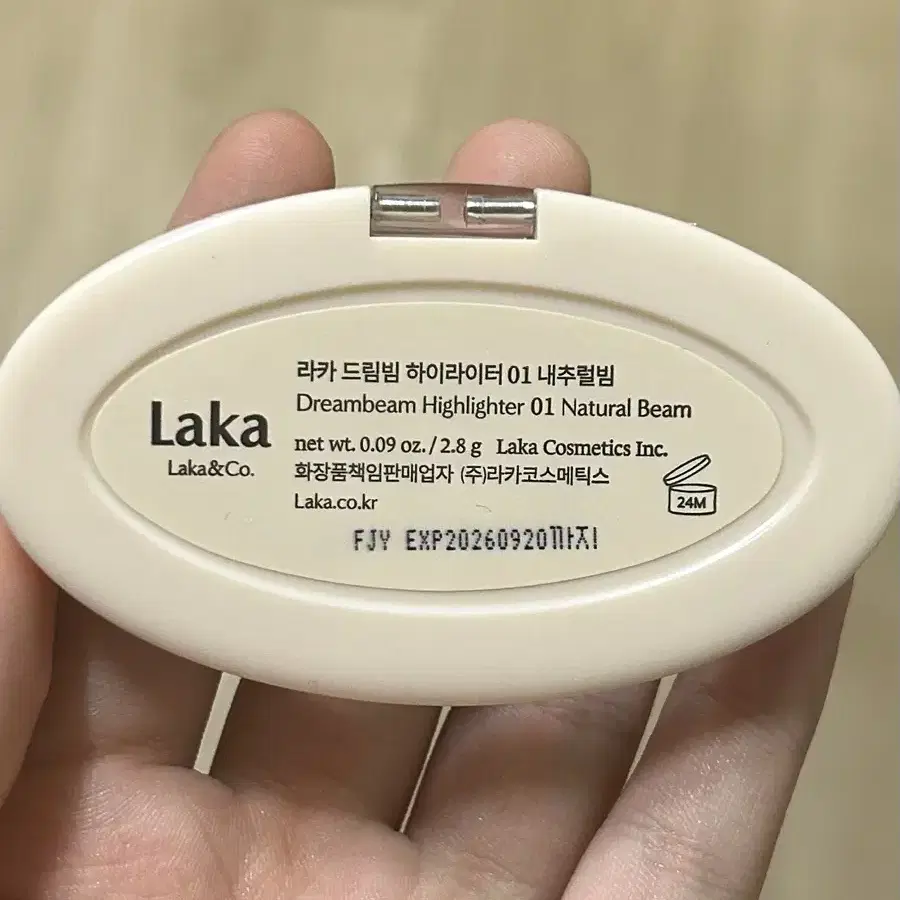 Laka
Laka&Co.
라카 드림빔 하이라이터 01 내추럴빔
Dreambeam Highlighter 01 Natural Beam
net wt. 0.09 oz. / 2.8 g Laka Cosmetics Inc.
화장품책임판매업자 (주)라카코스메틱스
Laka.co.kr
24M
FJY EXP20260920까지